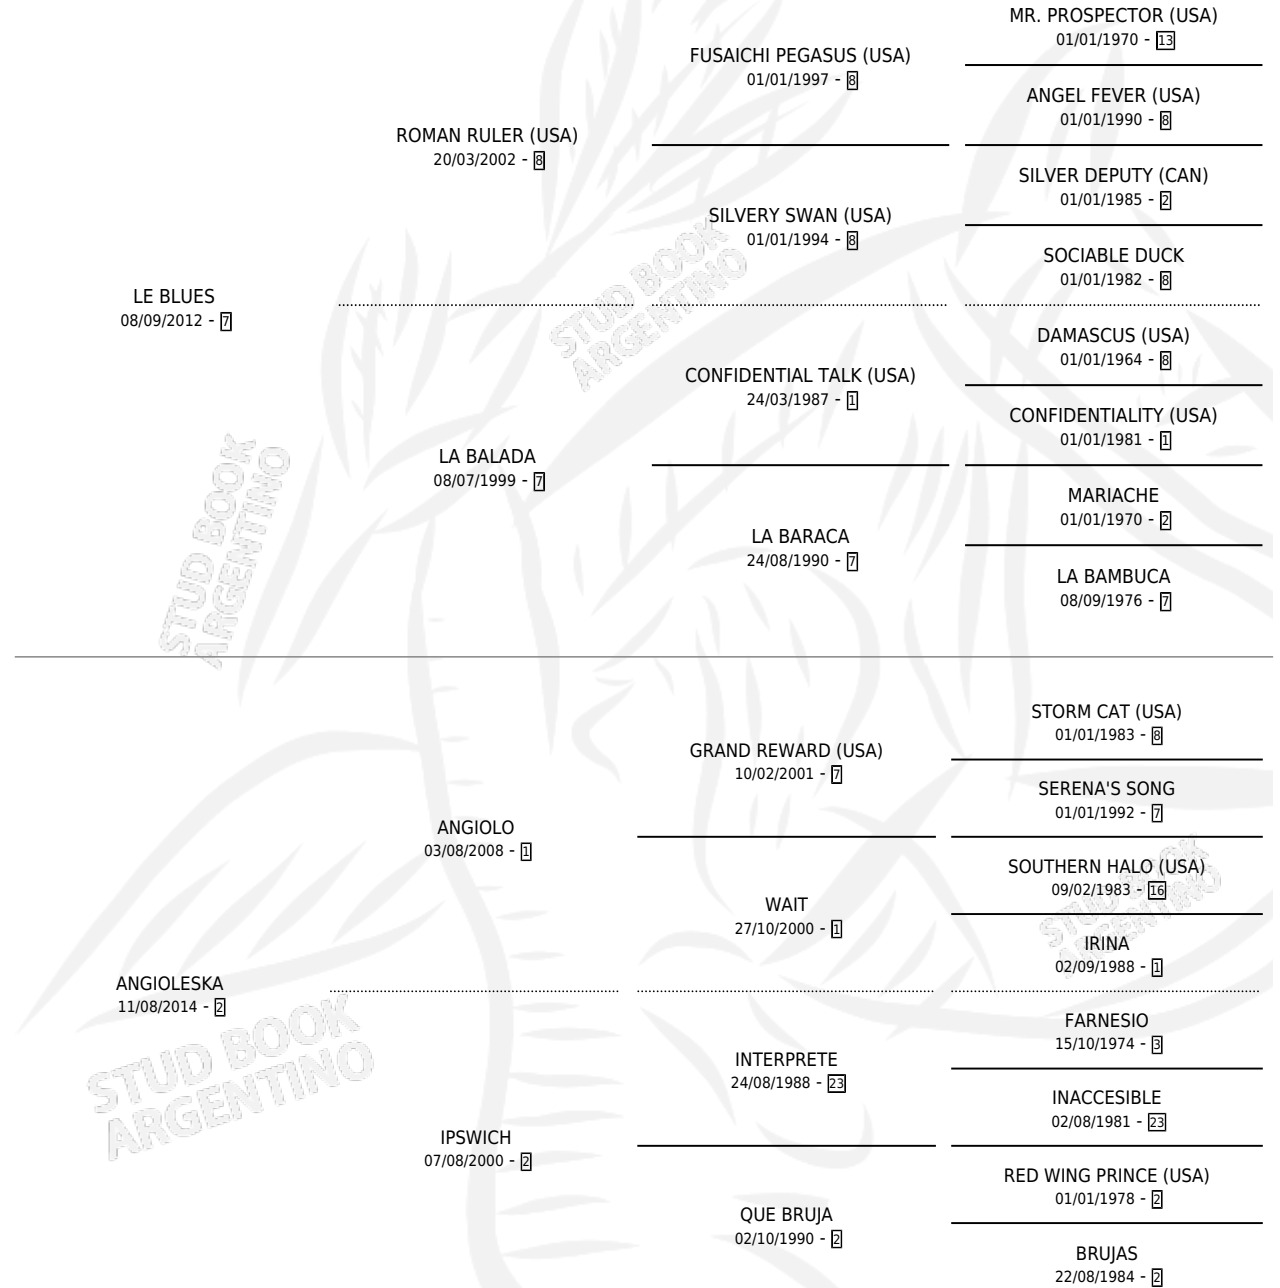 MR. PROSPECTOR (USA)
01/01/1970 - 13
FUSAICHI PEGASUS (USA)
01/01/1997 - 8
ANGEL FEVER (USA)
01/01/1990 - 8
ROMAN RULER (USA)
20/03/2002 - 8
SILVER DEPUTY (CAN)
01/01/1985 - 2
SILVERY SWAN (USA)
01/01/1994 - 8
SOCIABLE DUCK
01/01/1982 - 8
LE BLUES
08/09/2012 - 7
STUD BOOK
ARGENTINO
DAMASCUS (USA)
01/01/1964 - 8
CONFIDENTIAL TALK (USA)
24/03/1987 - 1
CONFIDENTIALITY (USA)
01/01/1981 - 1
LA BALADA
08/07/1999 - 7
MARIACHE
01/01/1970 - 2
LA BARACA
24/08/1990 - 7
LA BAMBUCA
08/09/1976 - 7
STUD BOOK
ARGENTINO
STORM CAT (USA)
01/01/1983 - 8
GRAND REWARD (USA)
10/02/2001 - 7
SERENA'S SONG
01/01/1992 - 7
ANGIOLO
03/08/2008 - 1
SOUTHERN HALO (USA)
09/02/1983 - 16
WAIT
27/10/2000 - 1
IRINA
02/09/1988 - 1
STUD BOOK
ARGENTINO
ANGIOLESKA
11/08/2014 - 2
FARNESIO
15/10/1974 - 3
INTERPRETE
24/08/1988 - 23
INACCESIBLE
02/08/1981 - 23
STUD BOOK
ARGENTINO
IPSWICH
07/08/2000 - 2
RED WING PRINCE (USA)
01/01/1978 - 2
QUE BRUJA
02/10/1990 - 2
BRUJAS
22/08/1984 - 2